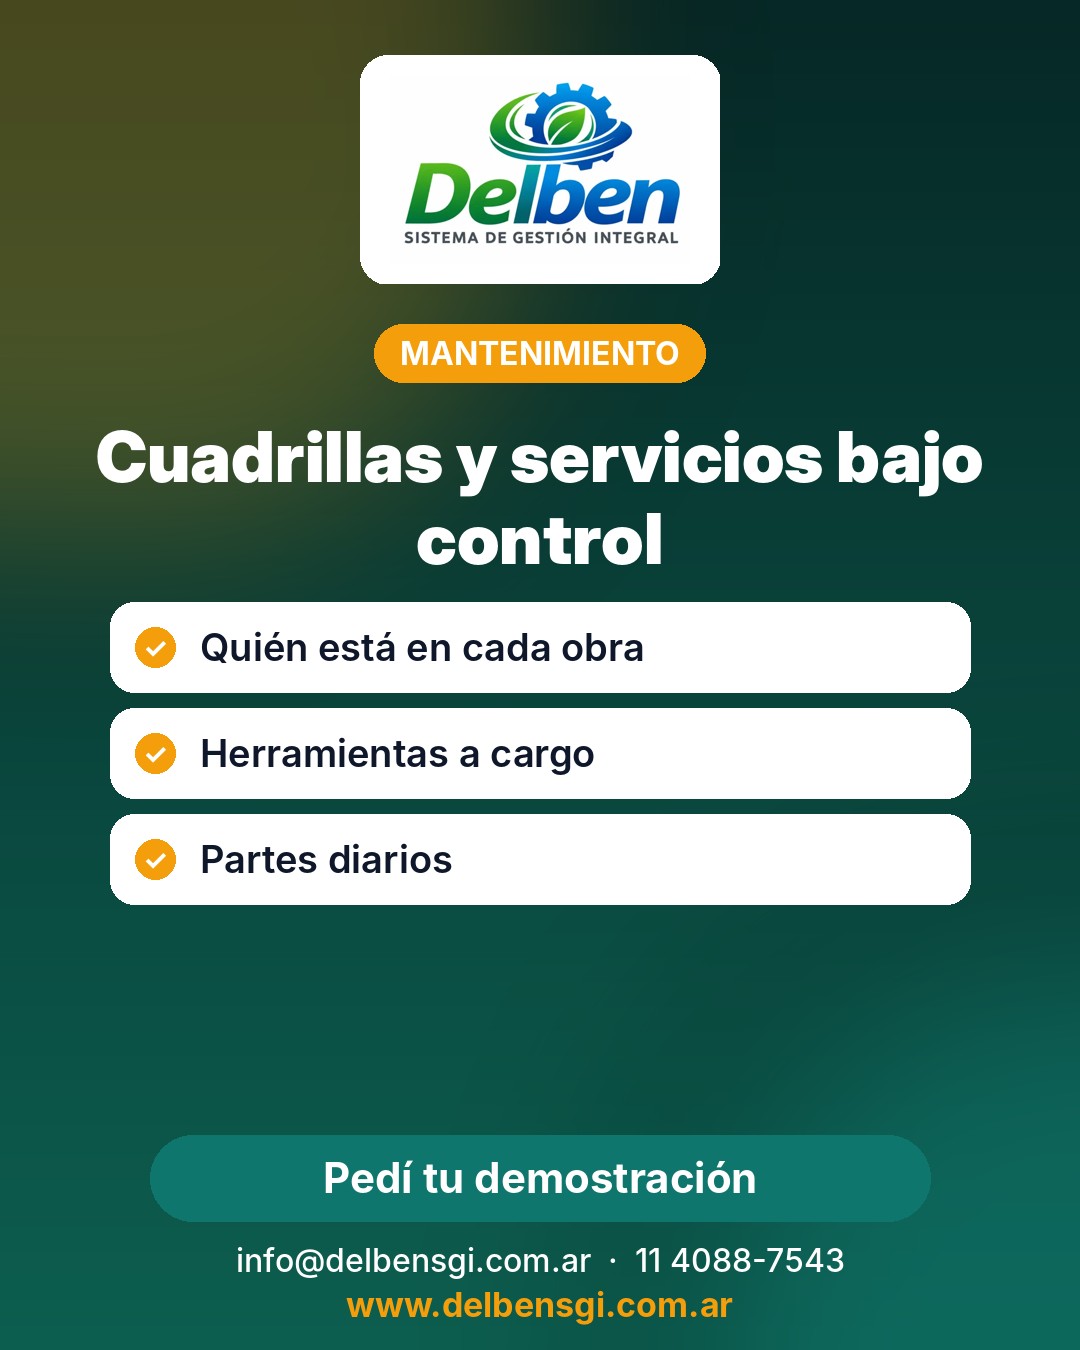 Delben
SISTEMA DE GESTIÓN INTEGRAL
MANTENIMIENTO
Cuadrillas y servicios bajo
control
Quién está en cada obra
Herramientas a cargo
Partes diarios
Pedí tu demostración
info@delbensgi.com.ar · 11 4088-7543
www.delbensgi.com.ar